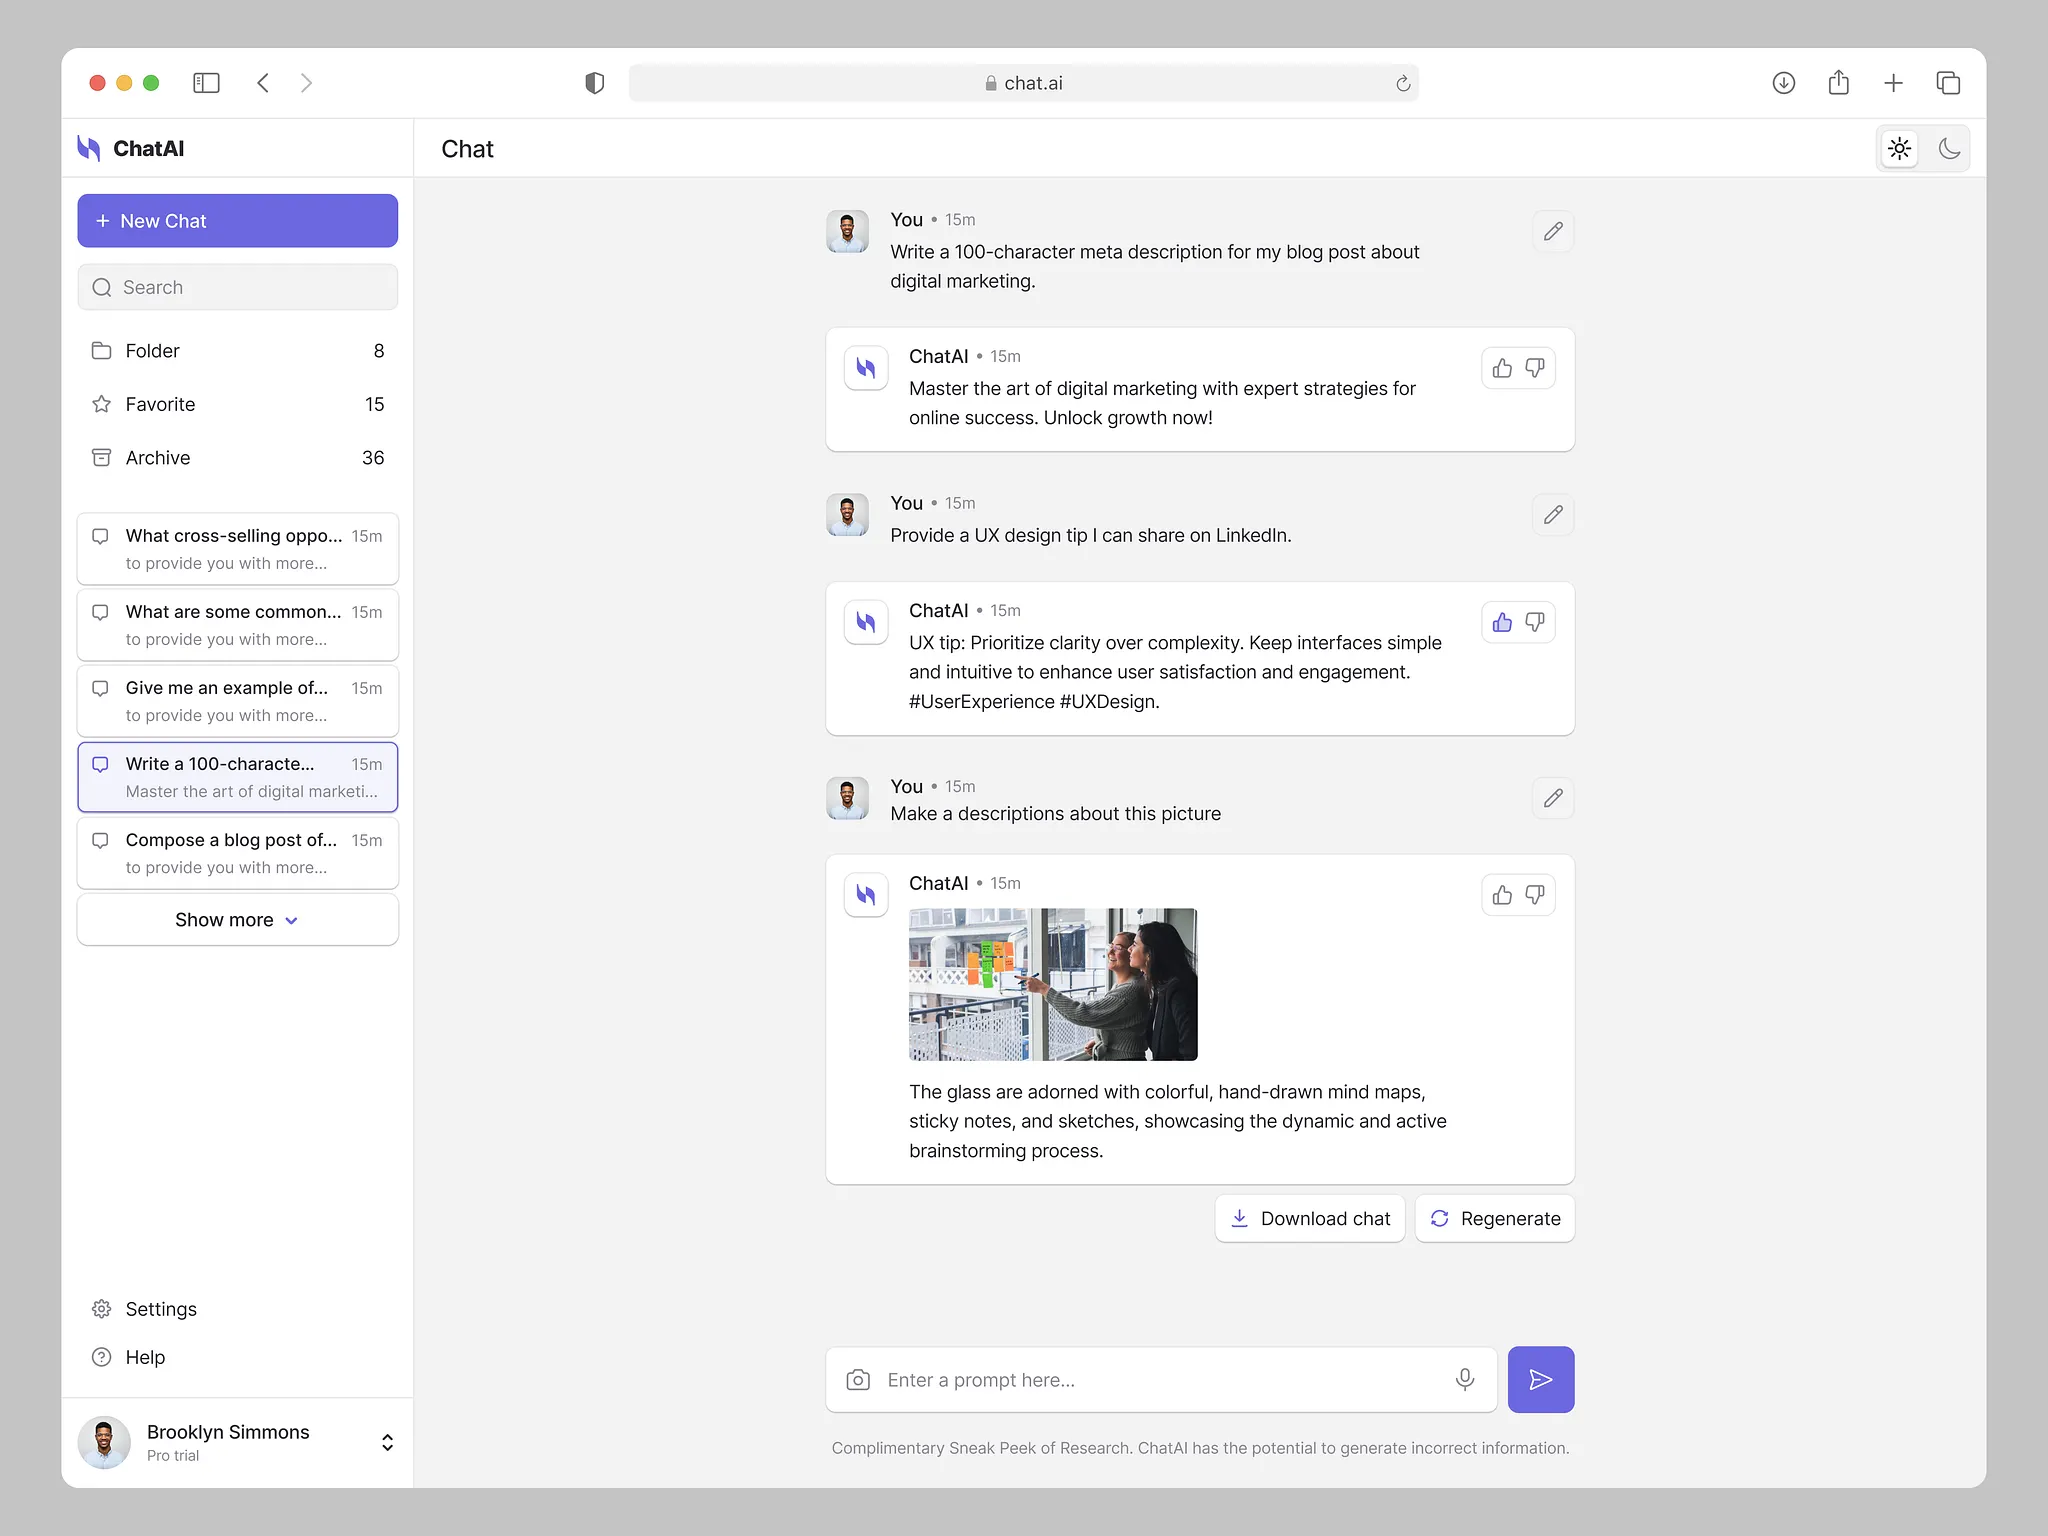 chat.ai
ChatAI
Chat
+ New Chat
Search
Folder 8
Favorite 15
Archive 36
What cross-selling oppo... 15m
to provide you with more...
What are some common... 15m
to provide you with more...
Give me an example of... 15m
to provide you with more...
Write a 100-characte... 15m
Master the art of digital marketi...
Compose a blog post of... 15m
to provide you with more...
Show more
Settings
Help
Brooklyn Simmons
Pro trial
You • 15m
Write a 100-character meta description for my blog post about
digital marketing.
ChatAI • 15m
Master the art of digital marketing with expert strategies for
online success. Unlock growth now!
You • 15m
Provide a UX design tip I can share on LinkedIn.
ChatAI • 15m
UX tip: Prioritize clarity over complexity. Keep interfaces simple
and intuitive to enhance user satisfaction and engagement.
#UserExperience #UXDesign.
You • 15m
Make a descriptions about this picture
ChatAI • 15m
The glass are adorned with colorful, hand-drawn mind maps,
sticky notes, and sketches, showcasing the dynamic and active
brainstorming process.
Download chat
Regenerate
Enter a prompt here...
Complimentary Sneak Peek of Research. ChatAI has the potential to generate incorrect information.